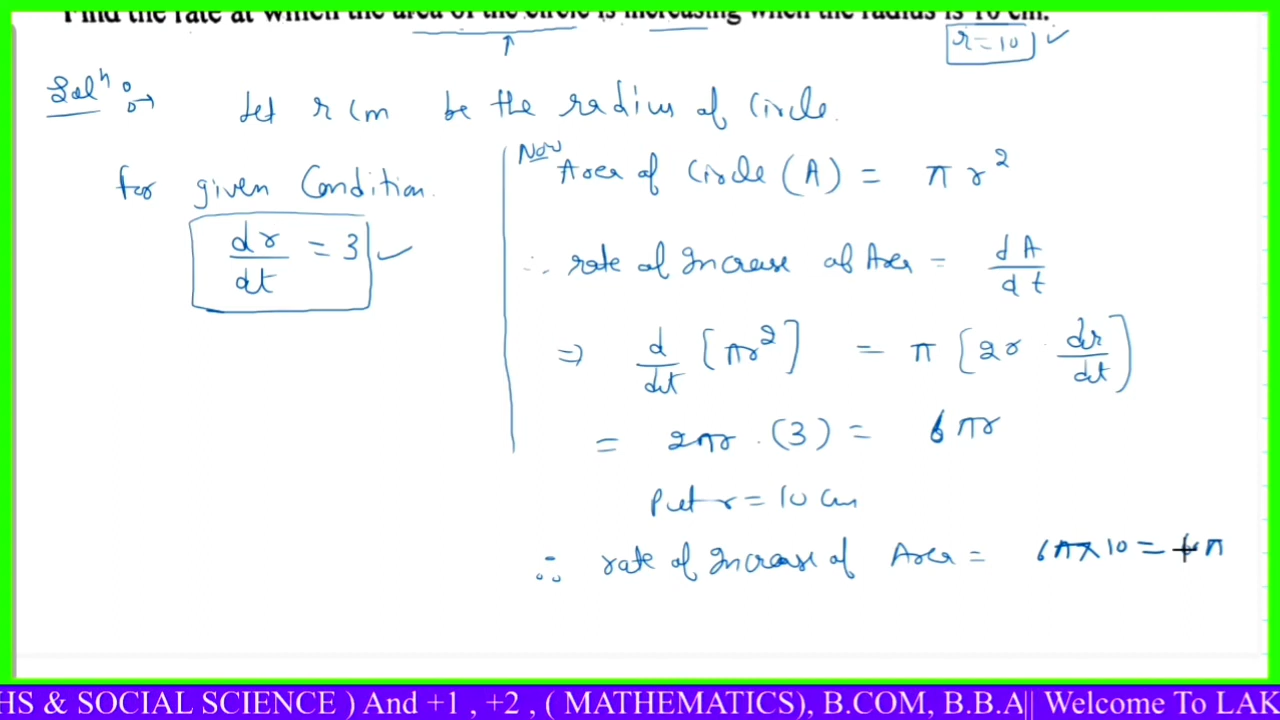 Find the rate at which the area of the circle is increasing when the radius is 10 cm.
r=10 ✓
Solⁿ :→ Let r cm be the radius of Circle.
for given Condition.
dr/dt = 3 ✓
Now Area of Circle (A) = πr²
∴ rate of Increase of Area = dA/dt
⇒ d/dt [πr²] = π [2r · dr/dt]
= 2πr · (3) = 6πr
Put r = 10 cm
∴ rate of Increase of Area = 6π×10 =
HS & SOCIAL SCIENCE ) And +1 , +2 , ( MATHEMATICS), B.COM, B.B.A|| Welcome To LAK